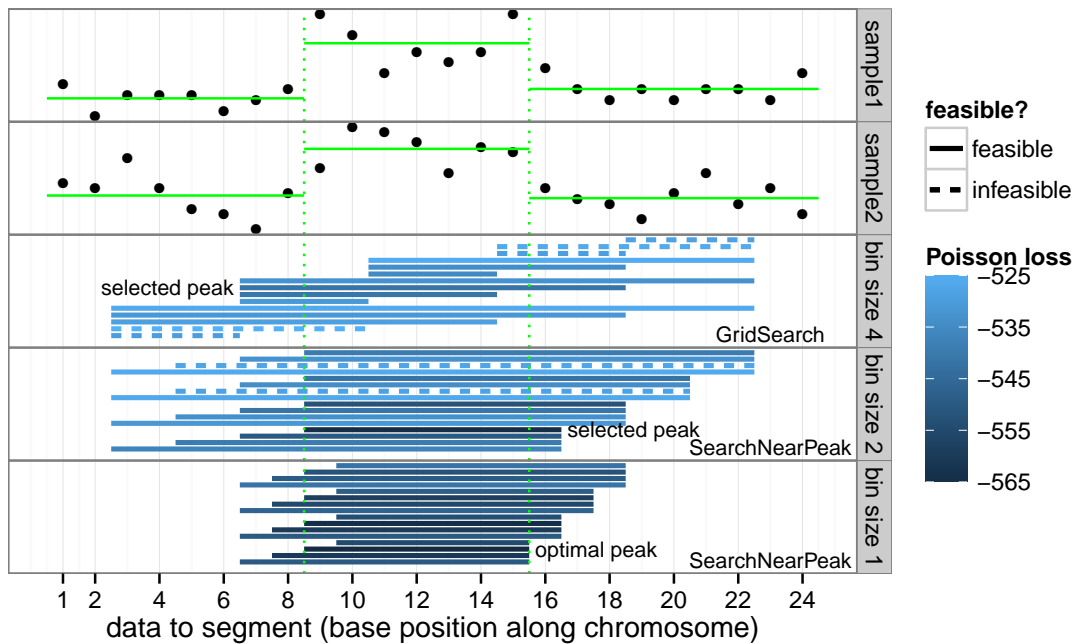 sample1
sample2
bin size 4
bin size 2
bin size 1
selected peak
GridSearch
selected peak
SearchNearPeak
optimal peak
SearchNearPeak
1 2 4 6 8 10 12 14 16 18 20 22 24
data to segment (base position along chromosome)
feasible?
feasible
infeasible
Poisson loss
−525
−535
−545
−555
−565